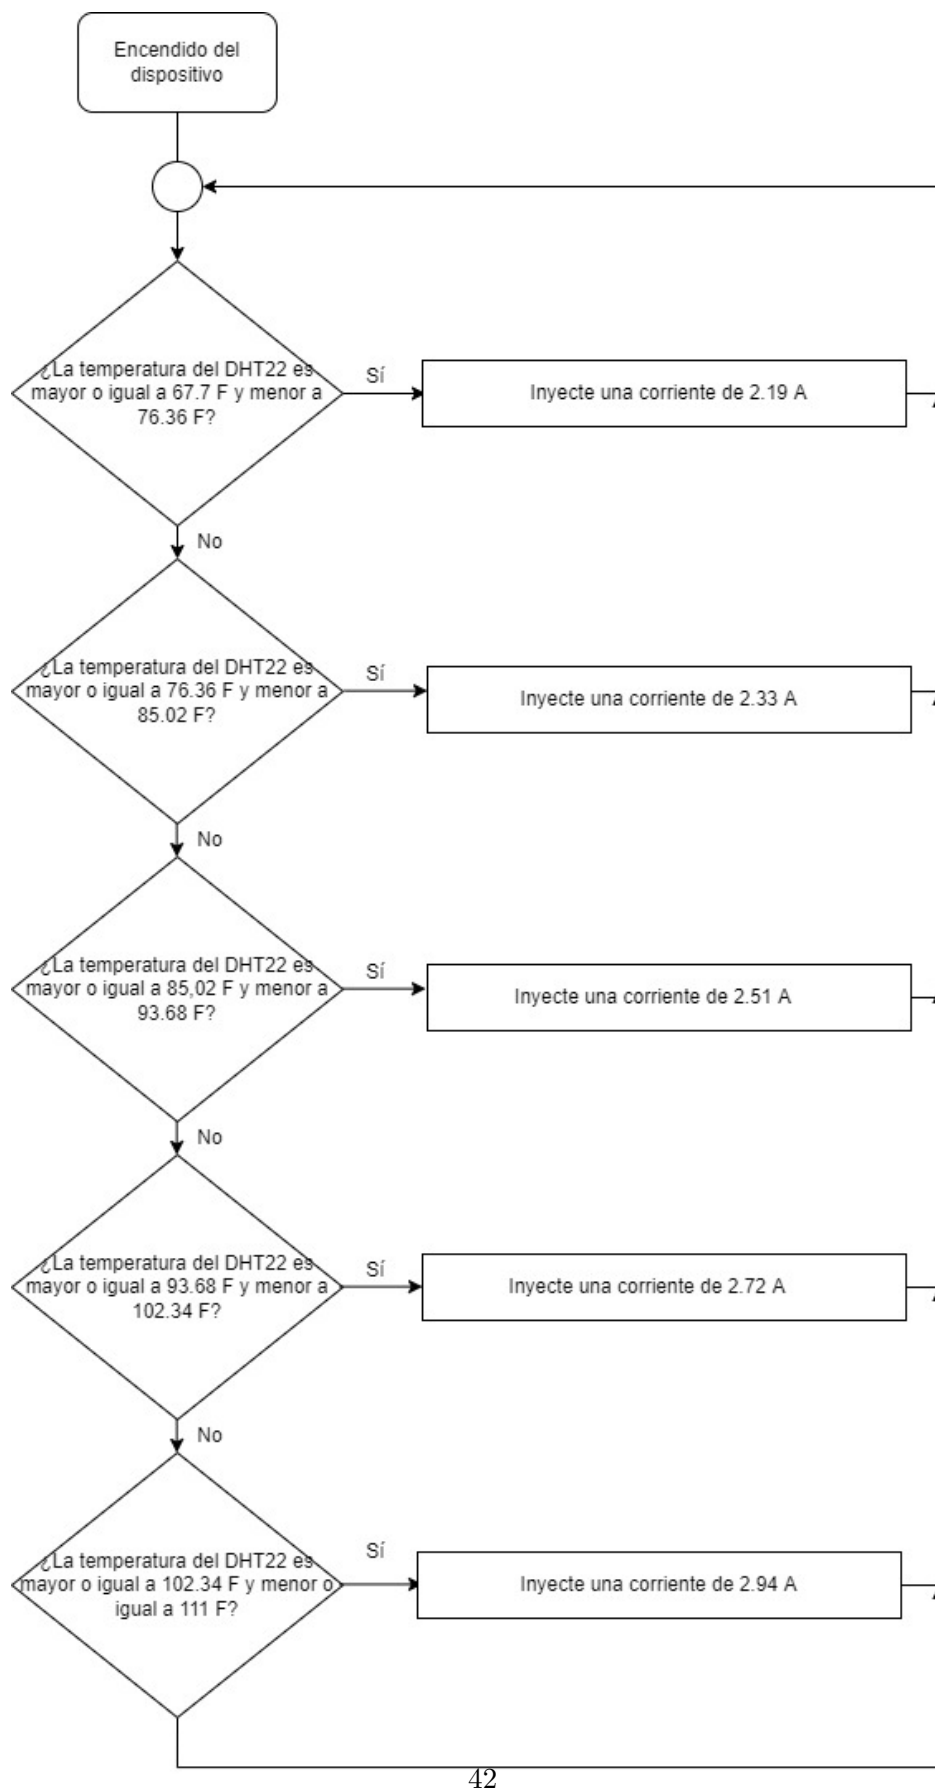 Encendido del
dispositivo
¿La temperatura del DHT22 es
mayor o igual a 67.7 F y menor a
76.36 F?
Sí
Inyecte una corriente de 2.19 A
No
¿La temperatura del DHT22 es
mayor o igual a 76.36 F y menor a
85.02 F?
Sí
Inyecte una corriente de 2.33 A
No
¿La temperatura del DHT22 es
mayor o igual a 85,02 F y menor a
93.68 F?
Sí
Inyecte una corriente de 2.51 A
No
¿La temperatura del DHT22 es
mayor o igual a 93.68 F y menor a
102.34 F?
Sí
Inyecte una corriente de 2.72 A
No
¿La temperatura del DHT22 es
mayor o igual a 102.34 F y menor o
igual a 111 F?
Sí
Inyecte una corriente de 2.94 A
42